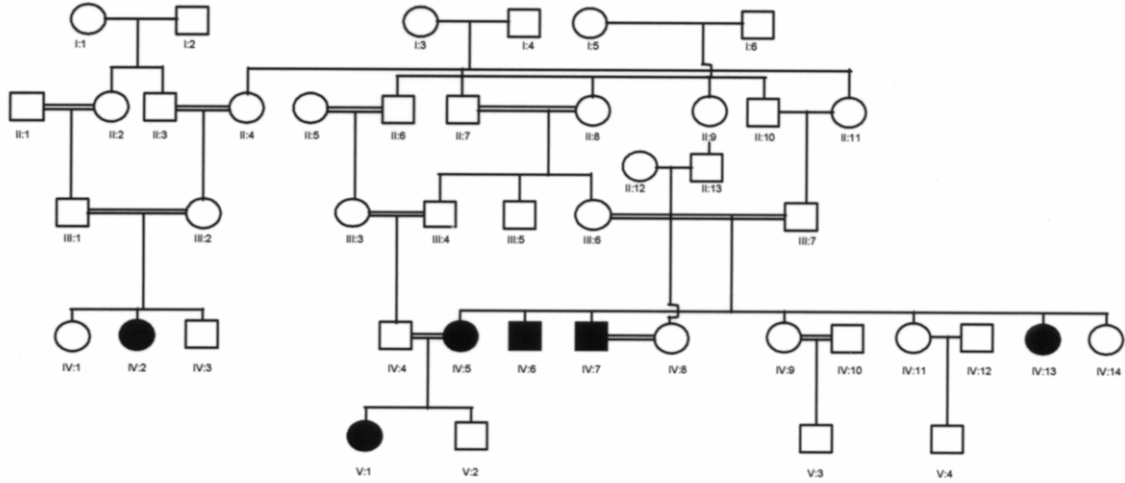 I:1 I:2 I:3 I:4 I:5 I:6
II:1 II:2 II:3 II:4 II:5 II:6 II:7 II:8 II:9 II:10 II:11
II:12 II:13
III:1 III:2 III:3 III:4 III:5 III:6 III:7
IV:1 IV:2 IV:3 IV:4 IV:5 IV:6 IV:7 IV:8 IV:9 IV:10 IV:11 IV:12 IV:13 IV:14
V:1 V:2 V:3 V:4